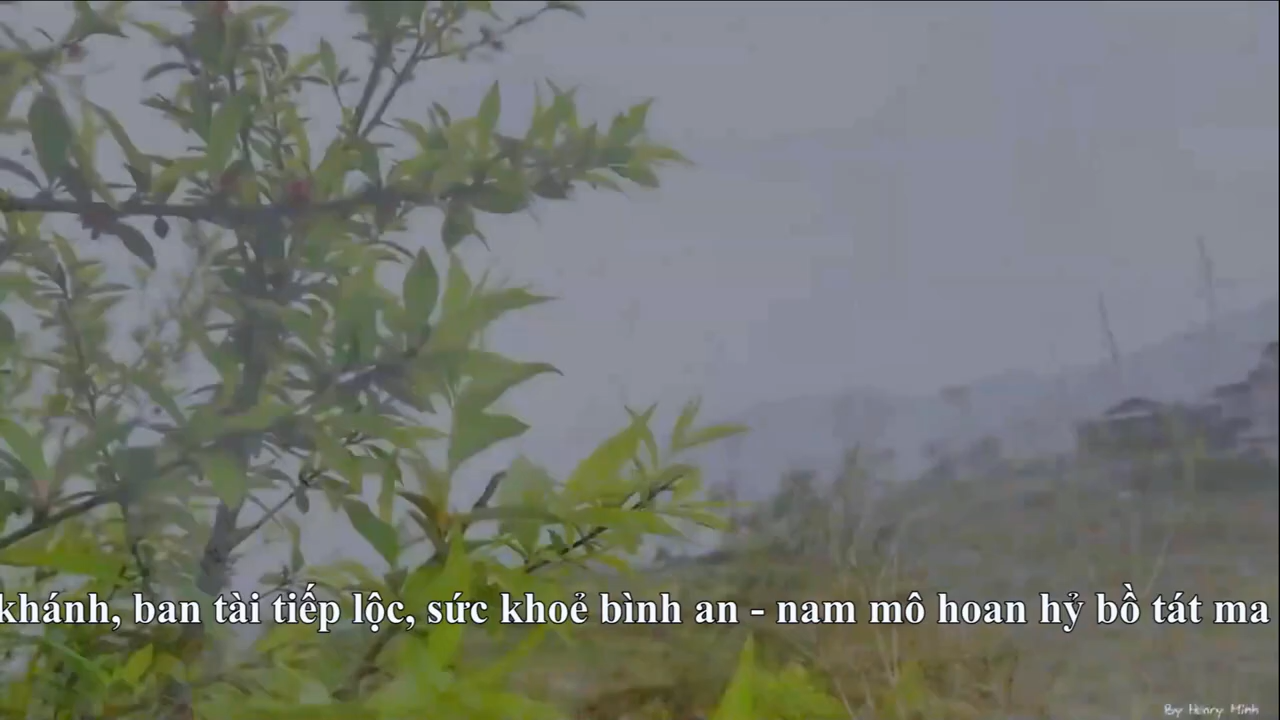 khánh, ban tài tiếp lộc, sức khoẻ bình an - nam mô hoan hỷ bồ tát ma
By Henry Minh